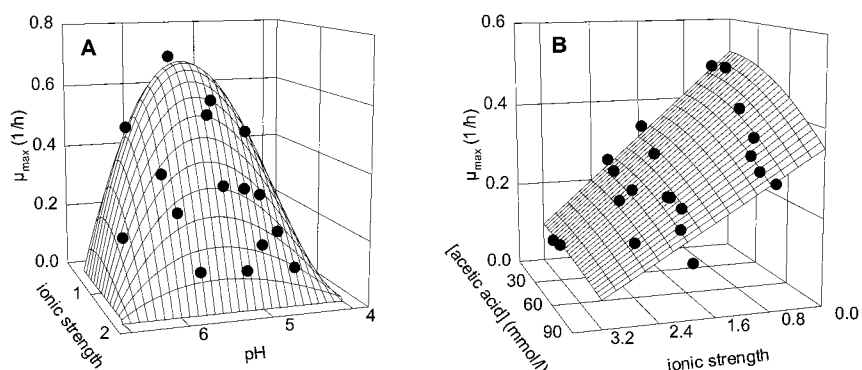 A
0.8
0.6
0.4
0.2
0.0
μmax (1/h)
1
2
ionic strength
6
5
4
pH
B
0.6
0.4
0.2
0.0
μmax (1/h)
30
60
90
[acetic acid] (mmol/l)
3.2
2.4
1.6
0.8
0.0
ionic strength